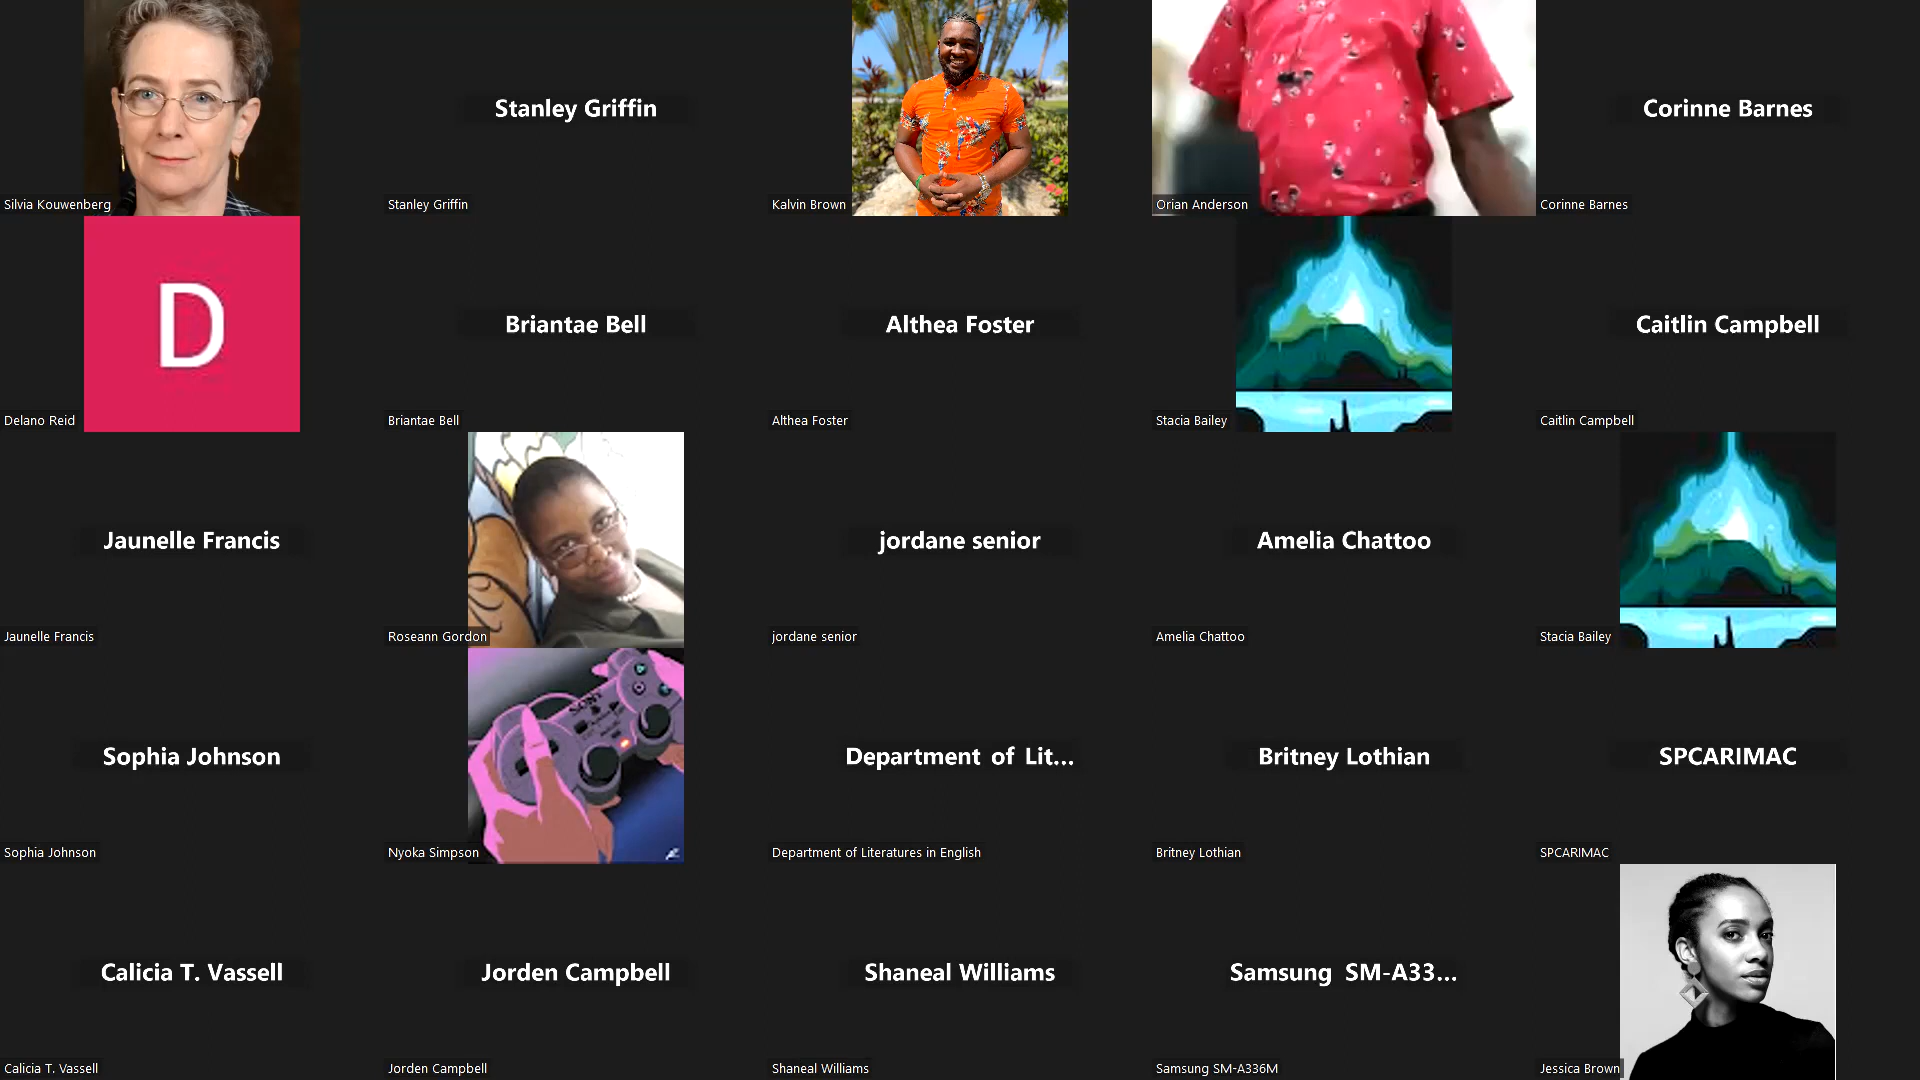 Silvia Kouwenberg
Stanley Griffin
Stanley Griffin
Kalvin Brown
Orian Anderson
Corinne Barnes
Corinne Barnes
D
Delano Reid
Briantae Bell
Briantae Bell
Althea Foster
Althea Foster
Stacia Bailey
Caitlin Campbell
Caitlin Campbell
Jaunelle Francis
Jaunelle Francis
Roseann Gordon
jordane senior
jordane senior
Amelia Chattoo
Amelia Chattoo
Stacia Bailey
Sophia Johnson
Sophia Johnson
SONY
Nyoka Simpson
Department of Lit...
Department of Literatures in English
Britney Lothian
Britney Lothian
SPCARIMAC
SPCARIMAC
Calicia T. Vassell
Calicia T. Vassell
Jorden Campbell
Jorden Campbell
Shaneal Williams
Shaneal Williams
Samsung SM-A33...
Samsung SM-A336M
Jessica Brown